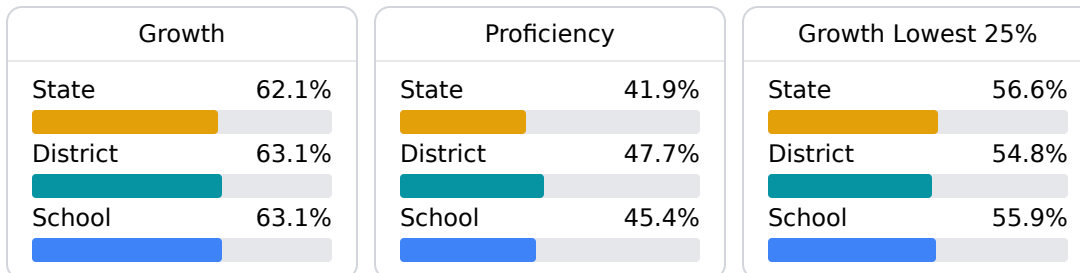 Growth
State 62.1%
District 63.1%
School 63.1%
Proficiency
State 41.9%
District 47.7%
School 45.4%
Growth Lowest 25%
State 56.6%
District 54.8%
School 55.9%